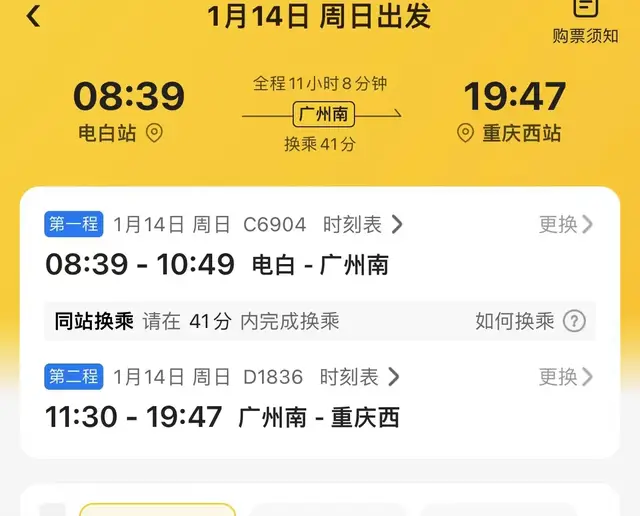 1月14日 周日出发
购票须知
08:39
全程11小时8分钟
19:47
电白站
广州南
重庆西站
换乘41分
第一程 1月14日 周日 C6904 时刻表
更换
08:39 - 10:49 电白 - 广州南
同站换乘 请在 41分 内完成换乘
如何换乘 ?
第二程 1月14日 周日 D1836 时刻表
更换
11:30 - 19:47 广州南 - 重庆西